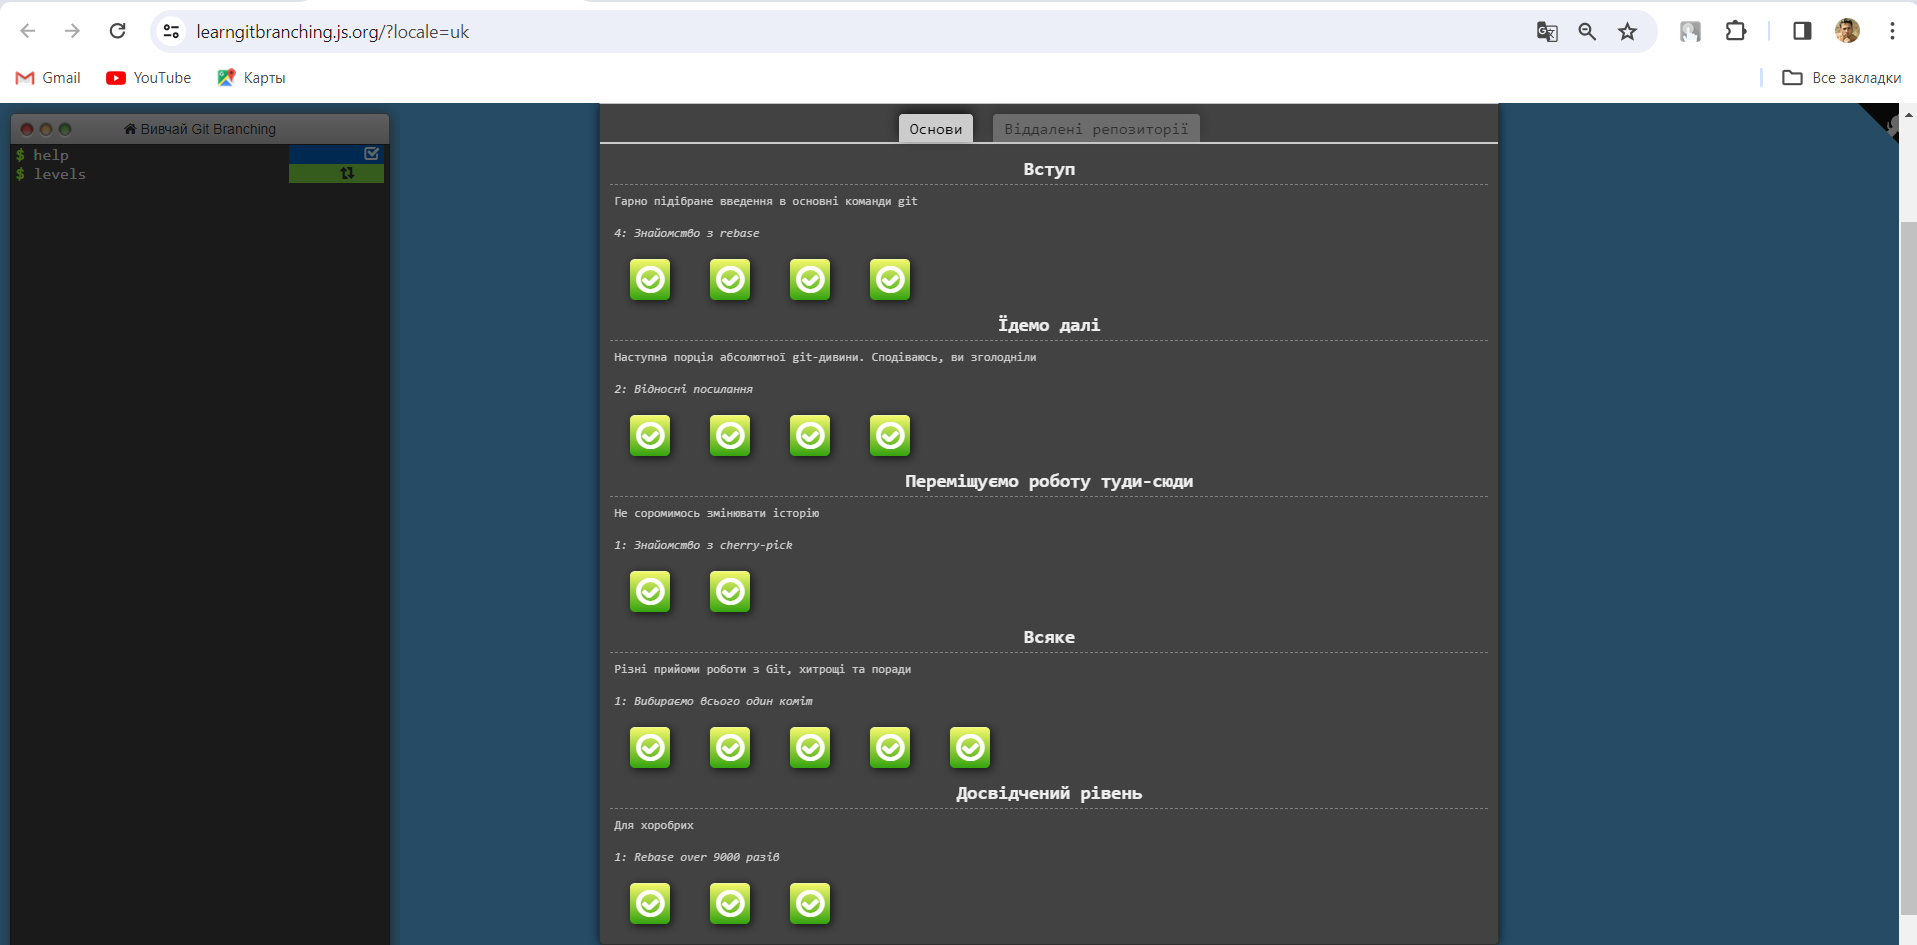 learngitbranching.js.org/?locale=uk
Gmail
YouTube
Карты
Все закладки
Вивчай Git Branching
$ help
$ levels
Основи
Віддалені репозиторії
Вступ
Гарно підібране введення в основні команди git
4: Знайомство з rebase
Їдемо далі
Наступна порція абсолютної git-дивини. Сподіваюсь, ви зголодніли
2: Відносні посилання
Переміщуємо роботу туди-сюди
Не соромимось змінювати історію
1: Знайомство з cherry-pick
Всяке
Різні прийоми роботи з Git, хитрощі та поради
1: Вибираємо всього один коміт
Досвідчений рівень
Для хоробрих
1: Rebase over 9000 разів